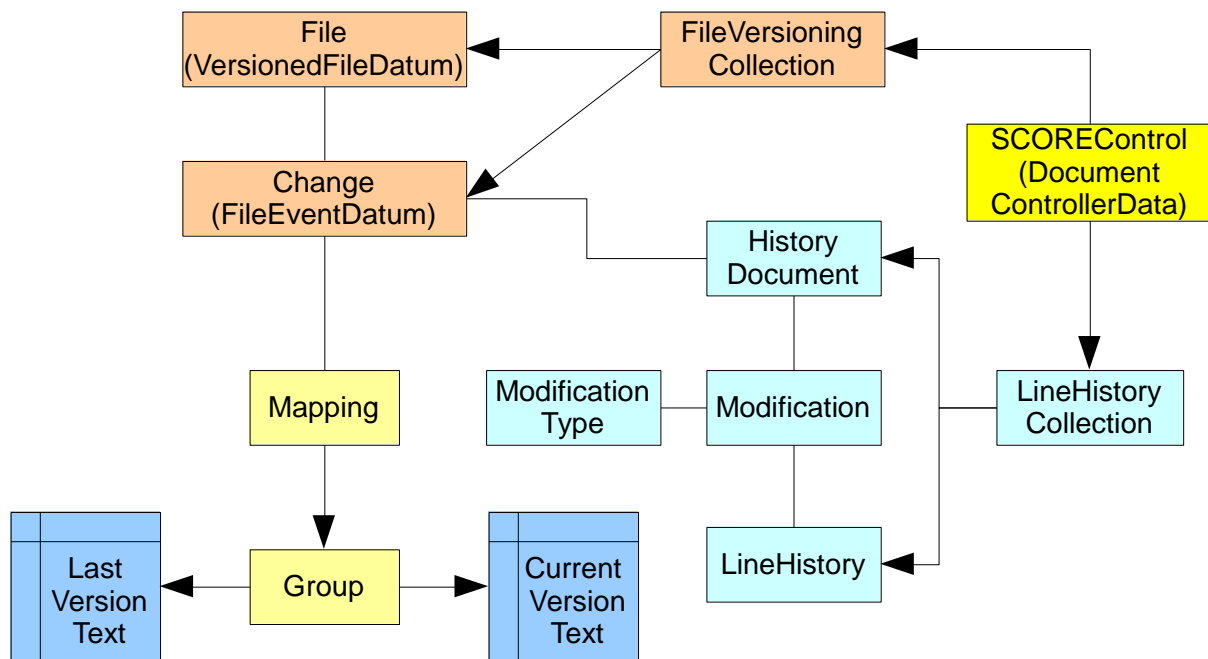 File
(VersionedFileDatum)
FileVersioning
Collection
SCOREControl
(Document
ControllerData)
Change
(FileEventDatum)
History
Document
Mapping
Modification
Type
Modification
LineHistory
Collection
Last
Version
Text
Group
Current
Version
Text
LineHistory